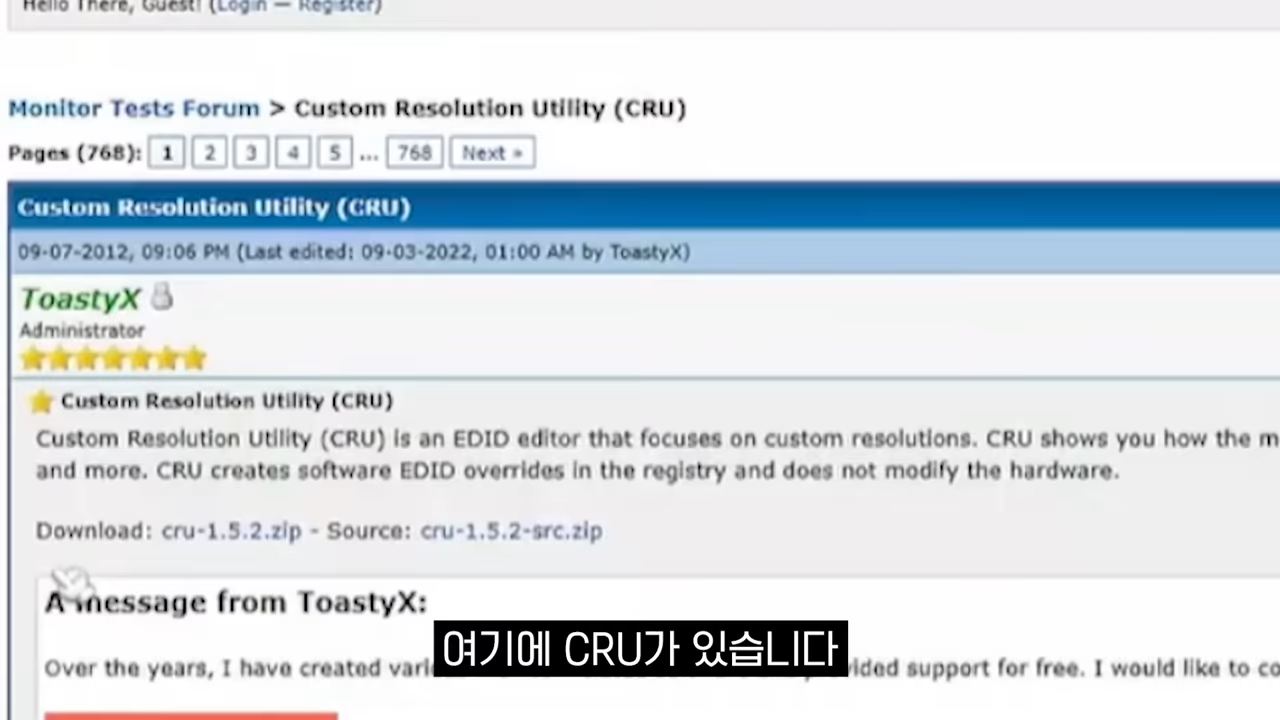 Hello There, Guest! (Login — Register)
Monitor Tests Forum > Custom Resolution Utility (CRU)
Pages (768): 1 2 3 4 5 ... 768 Next »
Custom Resolution Utility (CRU)
09-07-2012, 09:06 PM (Last edited: 09-03-2022, 01:00 AM by ToastyX)
ToastyX
Administrator
Custom Resolution Utility (CRU)
Custom Resolution Utility (CRU) is an EDID editor that focuses on custom resolutions. CRU shows you how the m
and more. CRU creates software EDID overrides in the registry and does not modify the hardware.
Download: cru-1.5.2.zip - Source: cru-1.5.2-src.zip
A message from ToastyX:
Over the years, I have created vari vided support for free. I would like to co
여기에 CRU가 있습니다